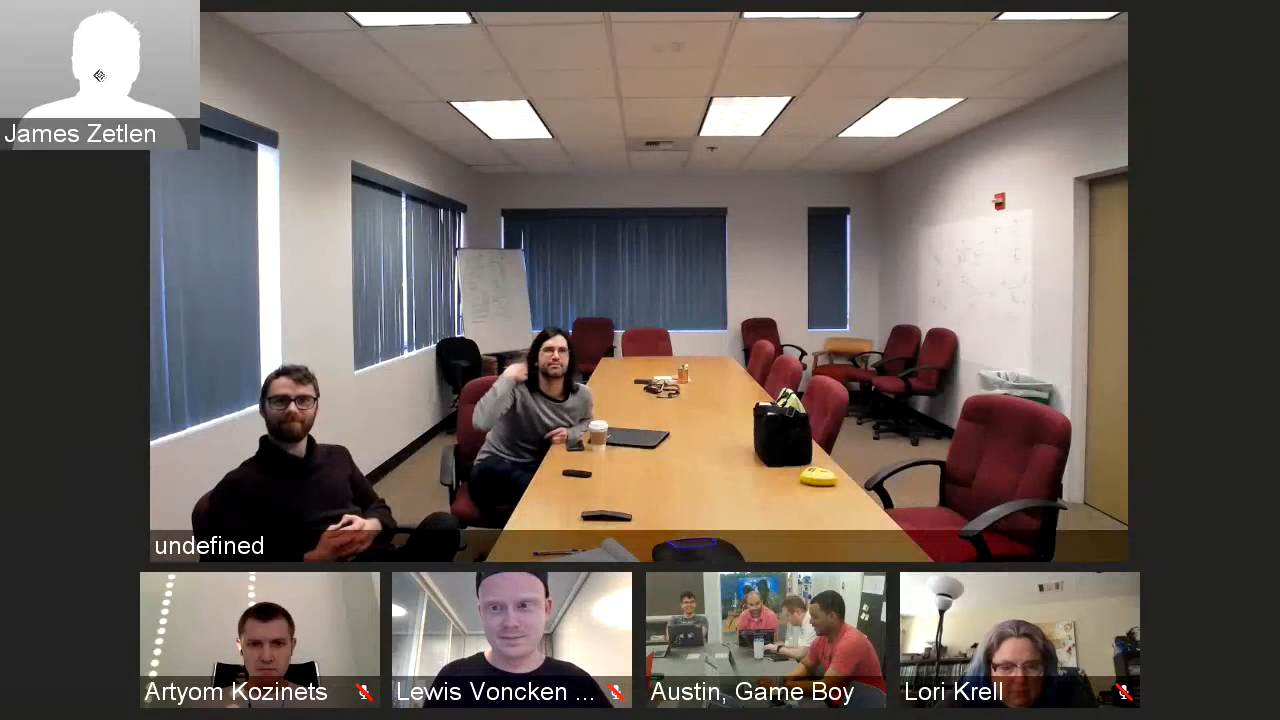 James Zetlen
undefined
Artyom Kozinets
Lewis Voncken ...
Austin, Game Boy
Lori Krell